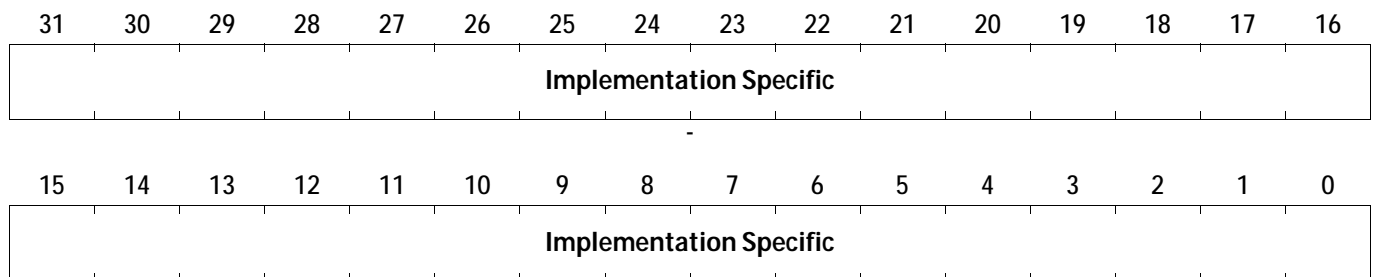 31 30 29 28 27 26 25 24 23 22 21 20 19 18 17 16
Implementation Specific
-
15 14 13 12 11 10 9 8 7 6 5 4 3 2 1 0
Implementation Specific